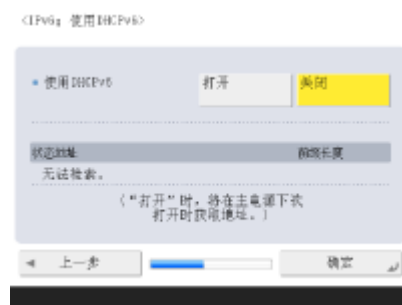 <IPv6: 使用DHCPv6>
使用DHCPv6
打开
关闭
状态地址
前缀长度
无法检索。
（“打开”时，将在主电源下次
打开时获取地址。）
上一步
确定